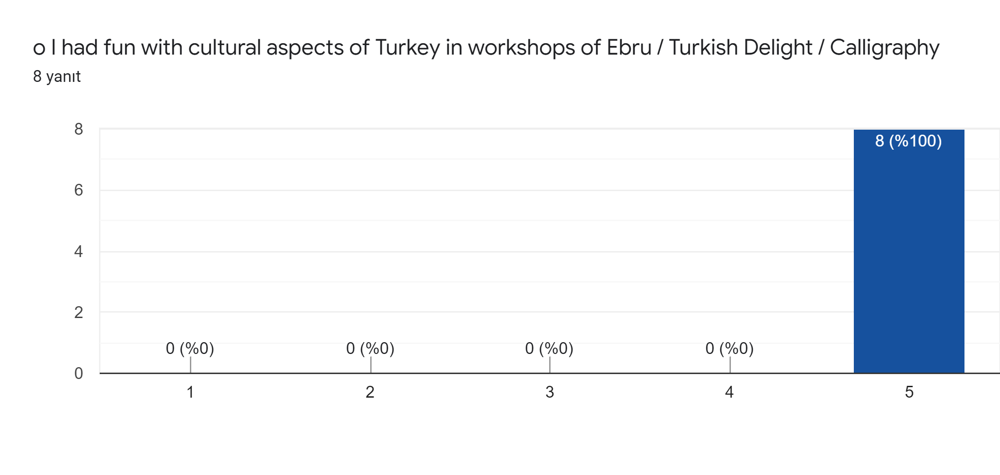 o I had fun with cultural aspects of Turkey in workshops of Ebru / Turkish Delight / Calligraphy
8 yanıt
8
8 (%100)
6
4
2
0 (%0) 0 (%0) 0 (%0) 0 (%0)
0
1 2 3 4 5